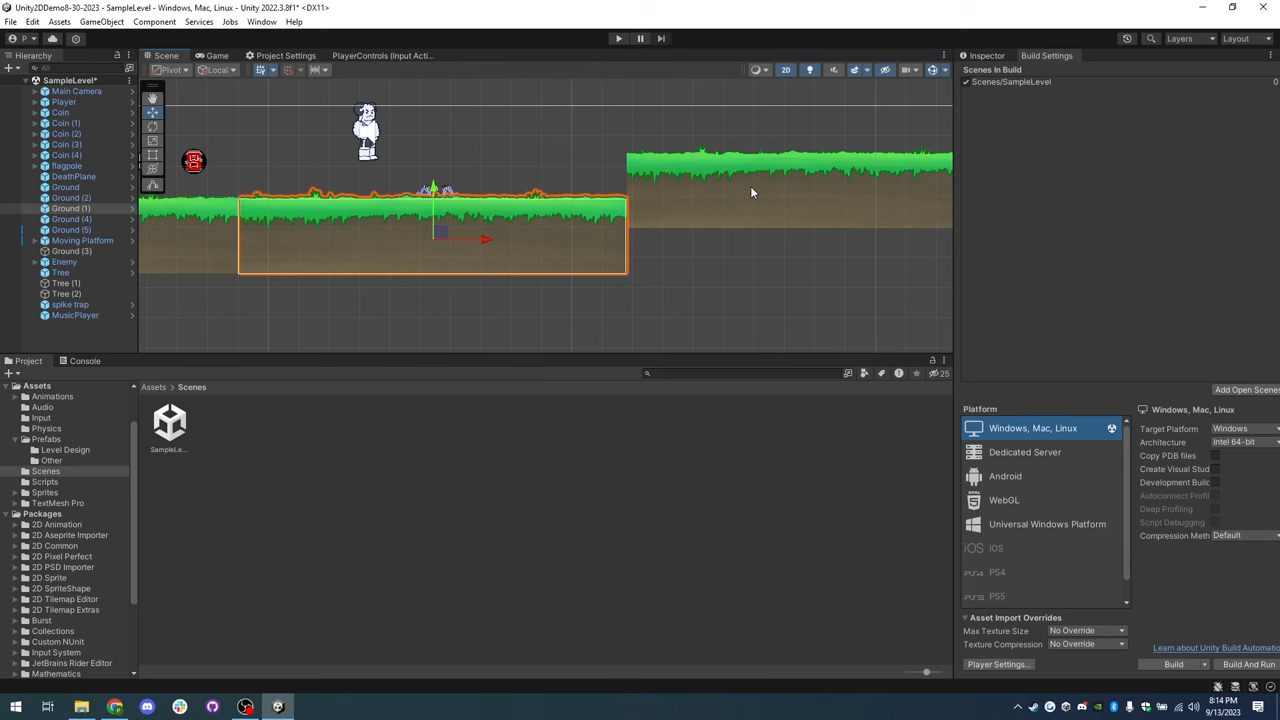 Unity2DDemo8-30-2023 - SampleLevel - Windows, Mac, Linux - Unity 2022.3.8f1* <DX11>
File Edit Assets GameObject Component Services Jobs Window Help
P
Layers Layout
Hierarchy
Scene Game Project Settings PlayerControls (Input Acti...
Inspector Build Settings
All
Pivot Local 2D
Scenes In Build
SampleLevel*
Scenes/SampleLevel 0
Main Camera
Player
Coin
Coin (1)
Coin (2)
Coin (3)
Coin (4)
flagpole
DeathPlane
Ground
Ground (2)
Ground (1)
Ground (4)
Ground (5)
Moving Platform
Ground (3)
Enemy
Tree
Tree (1)
Tree (2)
spike trap
MusicPlayer
Project Console
25
Assets > Scenes
SampleLe...
Assets
Animations
Audio
Input
Physics
Prefabs
Level Design
Other
Scenes
Scripts
Sprites
TextMesh Pro
Packages
2D Animation
2D Aseprite Importer
2D Common
2D Pixel Perfect
2D PSD Importer
2D Sprite
2D SpriteShape
2D Tilemap Editor
2D Tilemap Extras
Burst
Collections
Custom NUnit
Input System
JetBrains Rider Editor
Mathematics
Add Open Scenes
Platform
Windows, Mac, Linux
Dedicated Server
Android
WebGL
Universal Windows Platform
iOS iOS
PS4 PS4
PS5 PS5
Windows, Mac, Linux
Target Platform Windows
Architecture Intel 64-bit
Copy PDB files
Create Visual Stud
Development Build
Autoconnect Profil
Deep Profiling
Script Debugging
Compression Meth Default
Asset Import Overrides
Max Texture Size No Override
Texture Compression No Override
Learn about Unity Build Automatio
Player Settings...
Build Build And Run
8:14 PM
9/13/2023